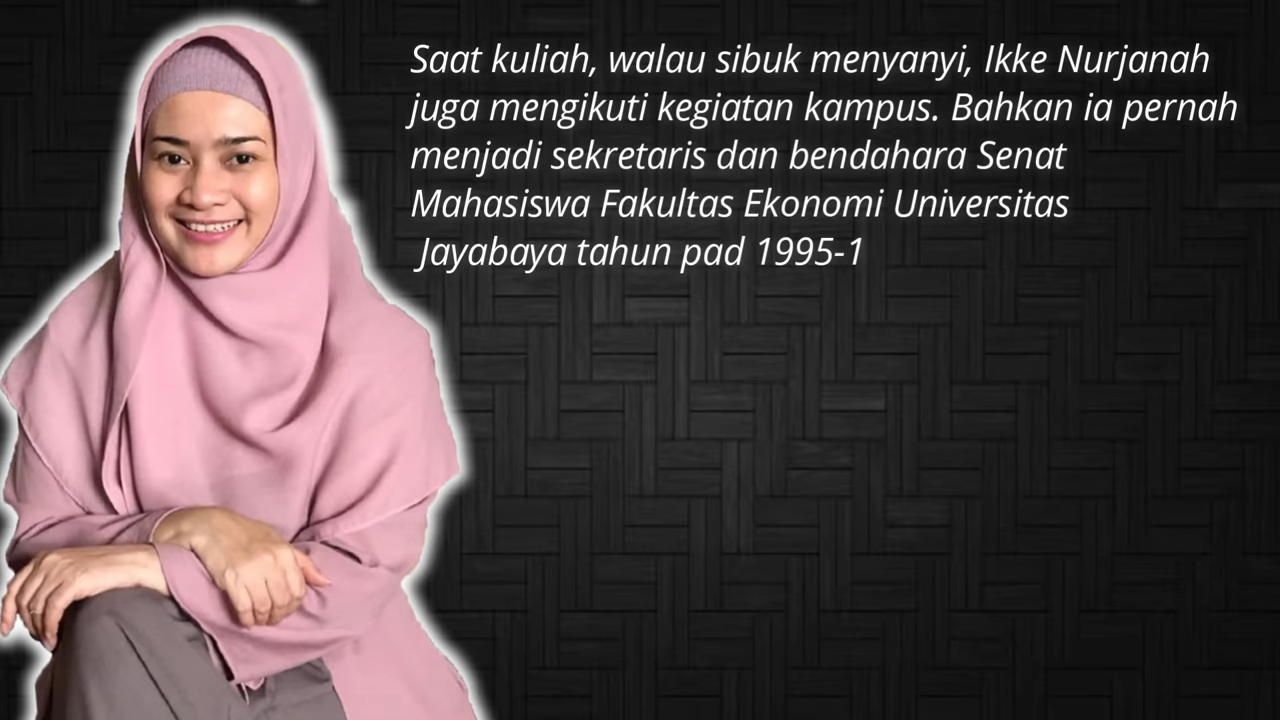 Saat kuliah, walau sibuk menyanyi, Ikke Nurjanah
juga mengikuti kegiatan kampus. Bahkan ia pernah
menjadi sekretaris dan bendahara Senat
Mahasiswa Fakultas Ekonomi Universitas
Jayabaya tahun pad 1995-1